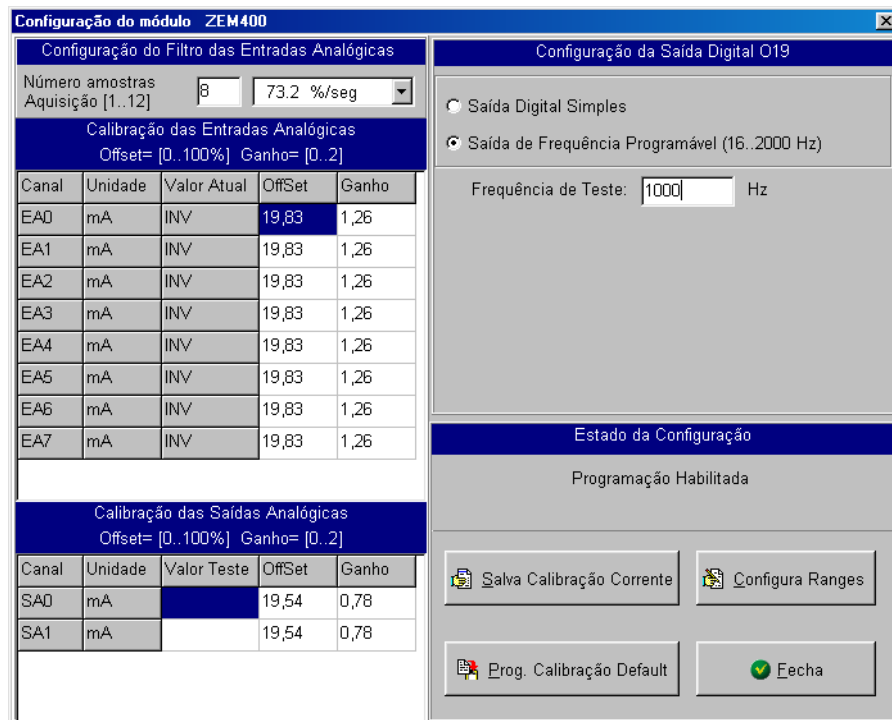 Configuração do módulo ZEM400
Configuração do Filtro das Entradas Analógicas
Número amostras
Aquisição [1..12]
8
73.2 %/seg
Calibração das Entradas Analógicas
Offset= [0..100%] Ganho= [0..2]
Canal Unidade Valor Atual OffSet Ganho
EA0 mA INV 19,83 1,26
EA1 mA INV 19,83 1,26
EA2 mA INV 19,83 1,26
EA3 mA INV 19,83 1,26
EA4 mA INV 19,83 1,26
EA5 mA INV 19,83 1,26
EA6 mA INV 19,83 1,26
EA7 mA INV 19,83 1,26
Calibração das Saídas Analógicas
Offset= [0..100%] Ganho= [0..2]
Canal Unidade Valor Teste OffSet Ganho
SA0 mA 19,54 0,78
SA1 mA 19,54 0,78
Configuração da Saída Digital O19
Saída Digital Simples
Saída de Frequência Programável (16..2000 Hz)
Frequência de Teste: 1000 Hz
Estado da Configuração
Programação Habilitada
Salva Calibração Corrente
Configura Ranges
Prog. Calibração Default
Fecha